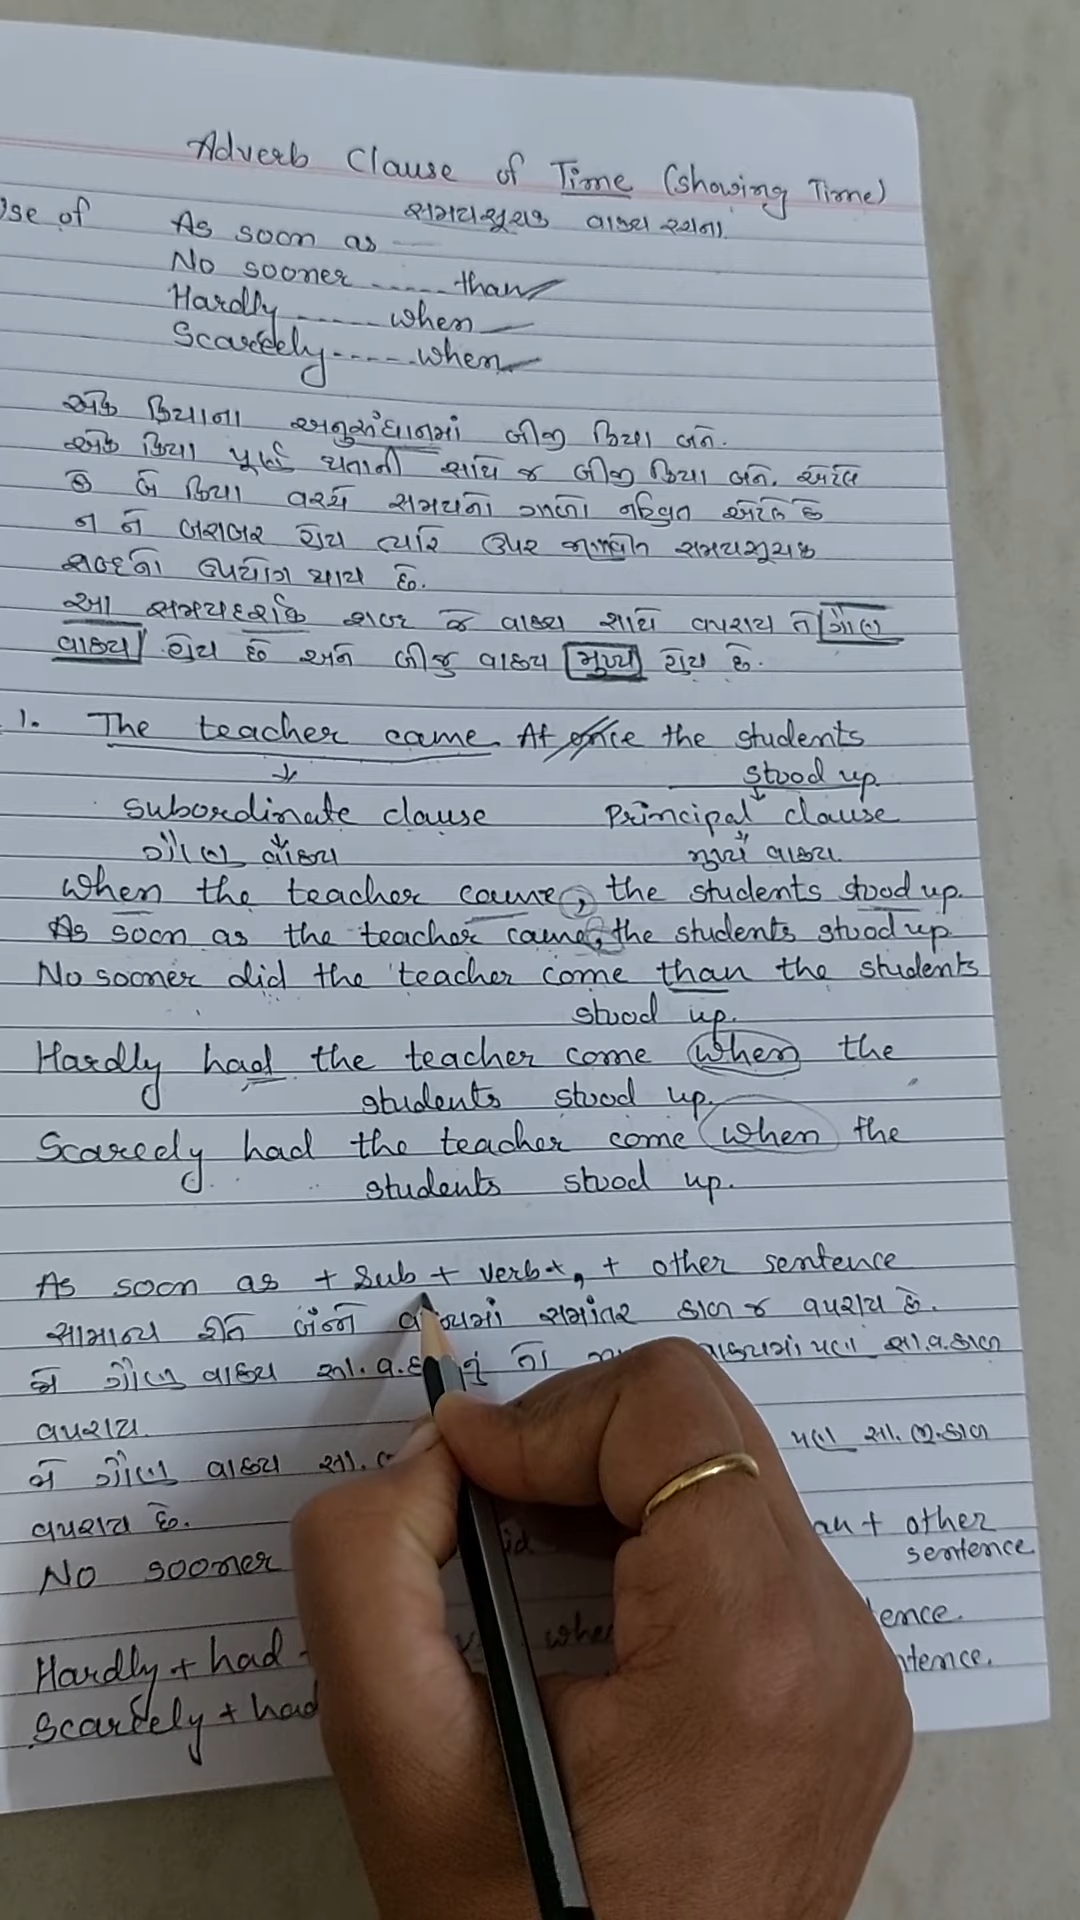 Adverb Clause of Time (showing Time)
સમયસૂચક વાક્ય રચના
Use of As soon as
No sooner ..... than
Hardly ..... when
Scarcely ..... when
એક ક્રિયાના અનુસંધાનમાં બીજી ક્રિયા બને.
એક ક્રિયા પૂર્ણ થતાની સાથે જ બીજી ક્રિયા બને. એટલે
કે બે ક્રિયા વચ્ચે સમયનો ગાળો નહિવત એટલે કે
ન ને બરાબર હોય ત્યારે ઉપર મુજબના સમયસૂચક
શબ્દનો ઉપયોગ થાય છે.
આ સમયદર્શક શબ્દ જે વાક્ય સાથે વપરાય તે ગૌણ
વાક્ય હોય છે અને બીજુ વાક્ય મુખ્ય હોય છે.
1. The teacher came. At once the students
stood up.
subordinate clause Principal clause
ગૌણ વાક્ય મુખ્ય વાક્ય.
When the teacher came, the students stood up.
As soon as the teacher came, the students stood up
No sooner did the teacher come than the students
stood up.
Hardly had the teacher come when the
students stood up.
Scarcely had the teacher come when the
students stood up.
As soon as + sub + verb+, + other sentence
સામાન્ય રીતે બંને વાક્યમાં સમાંતર કાળ જ વપરાય છે.
જો ગૌણ વાક્ય સા.વ. નું તો વાક્યમાં પણ સા.વ.કાળ
વપરાય.
જો ગૌણ વાક્ય સા. પણ સા. ભૂ.કાળ
વપરાય છે.
No sooner + other
sentence
Hardly + had
Scarcely + had